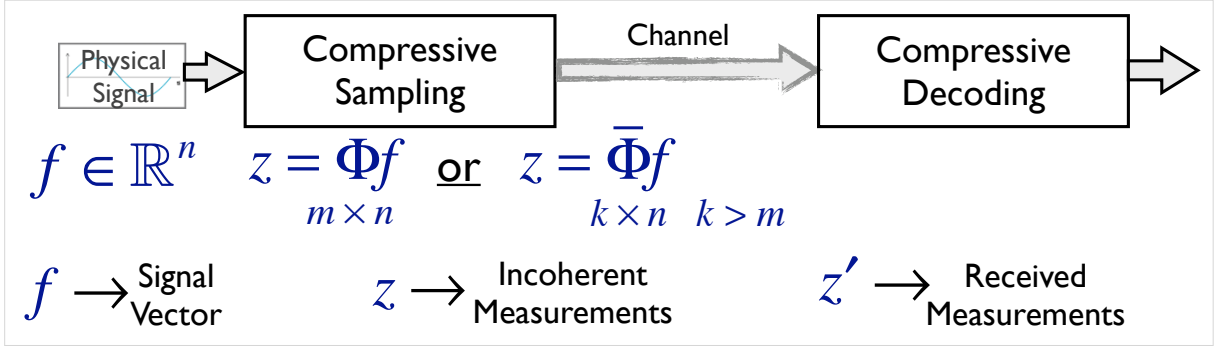 Physical
Signal
Compressive
Sampling
Channel
Compressive
Decoding
f ∈ ℝⁿ z = Φf or z = Φ̄f
m × n k × n k > m
f → Signal
Vector
z → Incoherent
Measurements
z′ → Received
Measurements